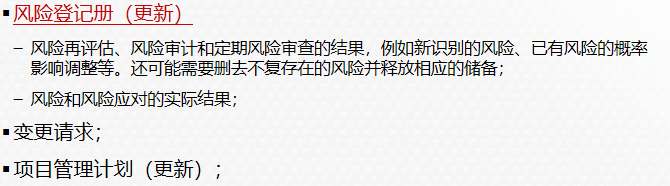 ▪ 风险登记册（更新）
– 风险再评估、风险审计和定期风险审查的结果，例如新识别的风险、已有风险的概率
影响调整等。还可能需要删去不复存在的风险并释放相应的储备；
– 风险和风险应对的实际结果；
▪ 变更请求；
▪ 项目管理计划（更新）；